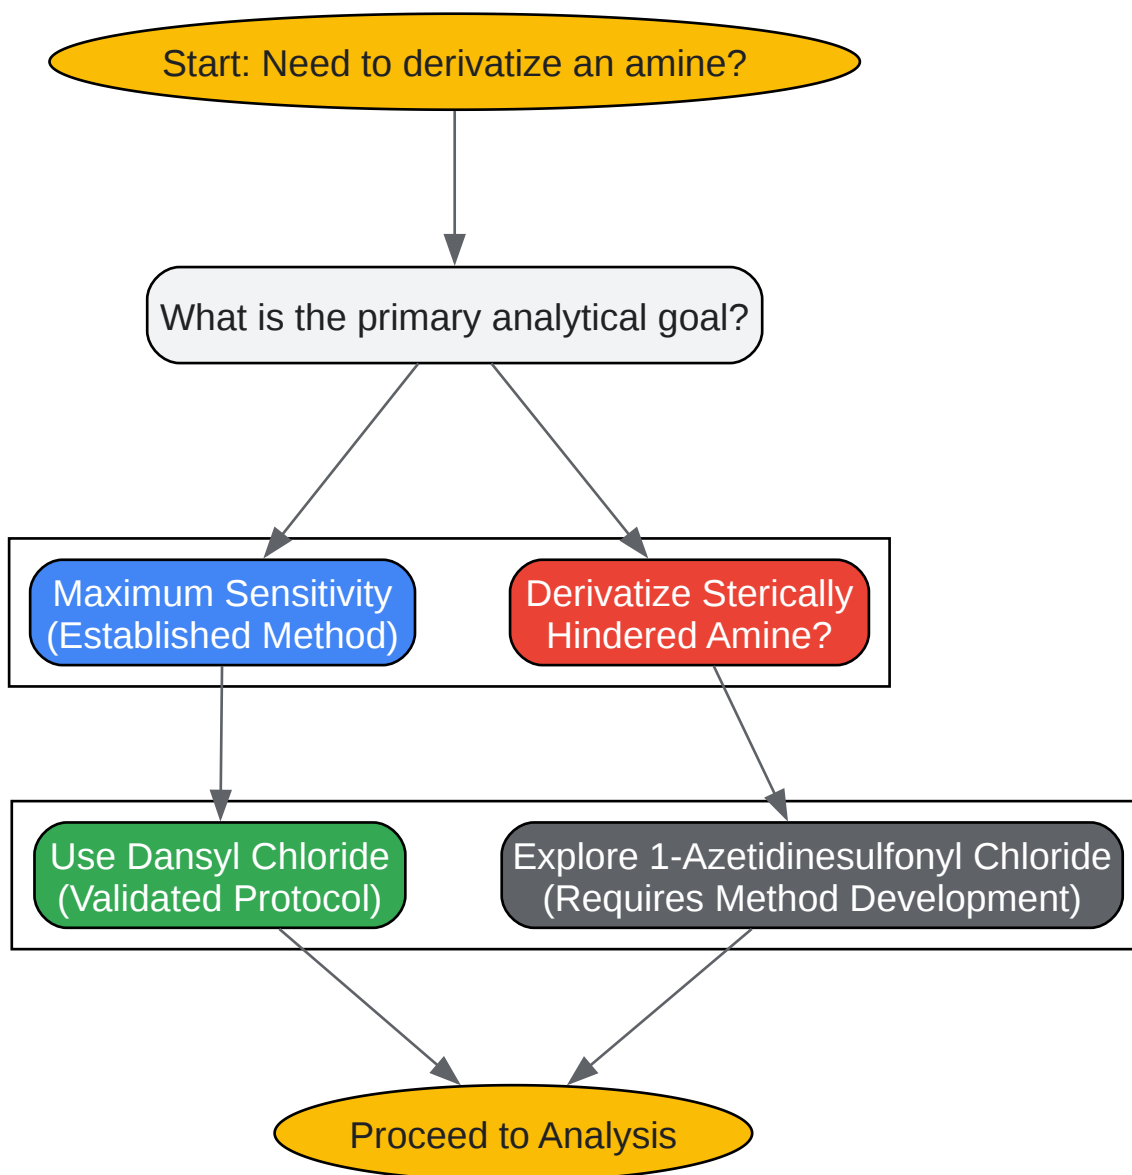 Start: Need to derivatize an amine?
What is the primary analytical goal?
Maximum Sensitivity
(Established Method)
Derivatize Sterically
Hindered Amine?
Use Dansyl Chloride
(Validated Protocol)
Explore 1-Azetidinesulfonyl Chloride
(Requires Method Development)
Proceed to Analysis